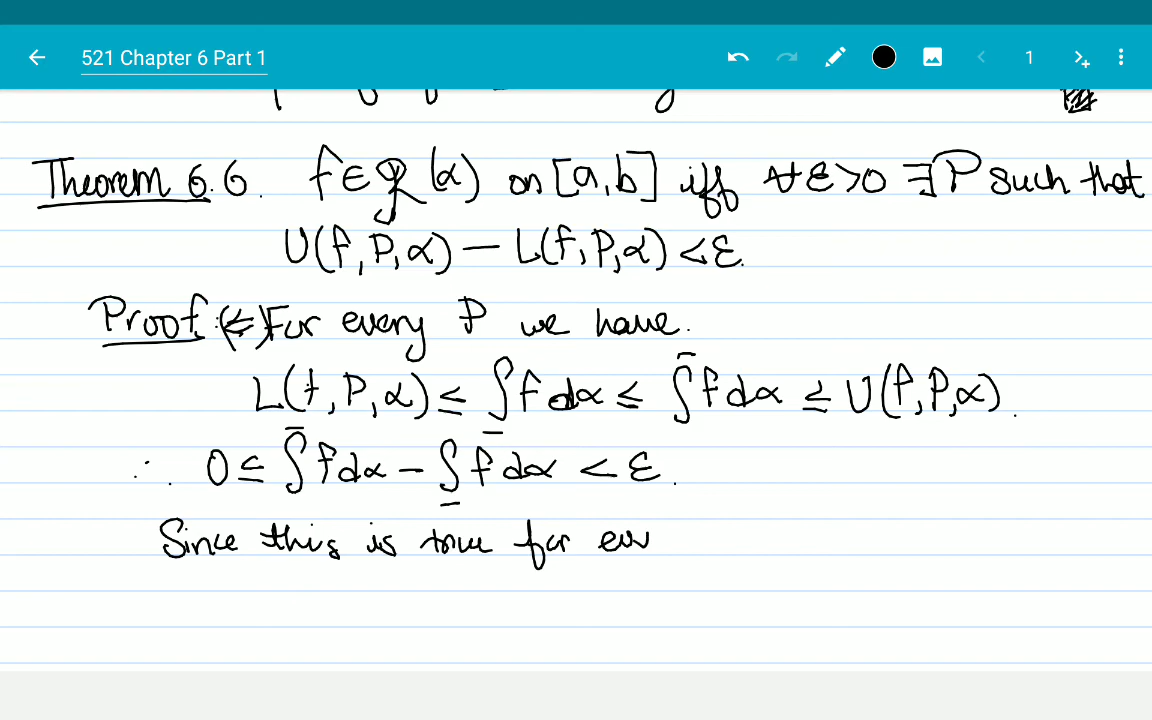 521 Chapter 6 Part 1
1
Theorem 6.6. f ∈ R(α) on [a,b] iff ∀ε>0 ∃ P such that
U(f,P,α) − L(f,P,α) < ε.
Proof: (⇐) For every P we have.
L(f,P,α) ≤ ∫̲ f dα ≤ ∫̄ f dα ≤ U(f,P,α).
∴ 0 ≤ ∫̄ f dα − ∫̲ f dα < ε.
Since this is true for ev